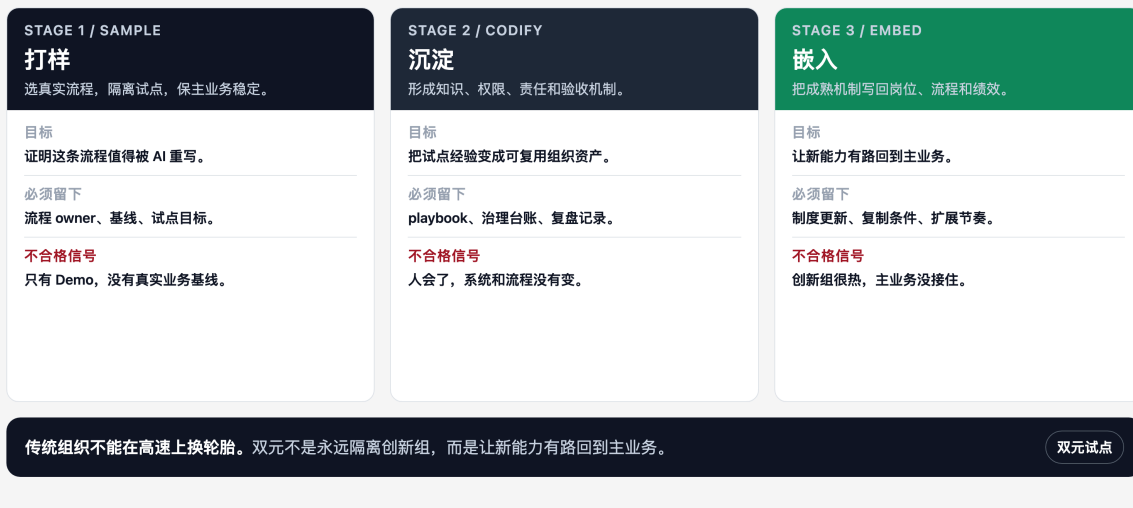 STAGE 1 / SAMPLE
打样
选真实流程，隔离试点，保主业务稳定。
目标
证明这条流程值得被 AI 重写。
必须留下
流程 owner、基线、试点目标。
不合格信号
只有 Demo，没有真实业务基线。
STAGE 2 / CODIFY
沉淀
形成知识、权限、责任和验收机制。
目标
把试点经验变成可复用组织资产。
必须留下
playbook、治理台账、复盘记录。
不合格信号
人会了，系统和流程没有变。
STAGE 3 / EMBED
嵌入
把成熟机制写回岗位、流程和绩效。
目标
让新能力有路回到主业务。
必须留下
制度更新、复制条件、扩展节奏。
不合格信号
创新组很热，主业务没接住。
传统组织不能在高速上换轮胎。双元不是永远隔离创新组，而是让新能力有路回到主业务。
双元试点